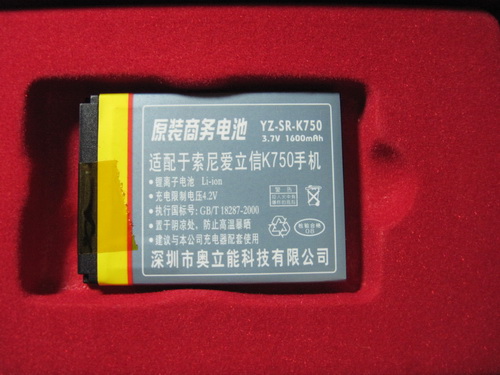 原装商务电池 YZ-SR-K750
3.7V 1600mAh
适配于索尼爱立信K750手机
锂离子电池 Li-ion
充电限制电压4.2V
执行国标号: GB/T 18287-2000
置于阴凉处，防止高温暴晒
建议与本公司充电器配套使用
深圳市奥立能科技有限公司